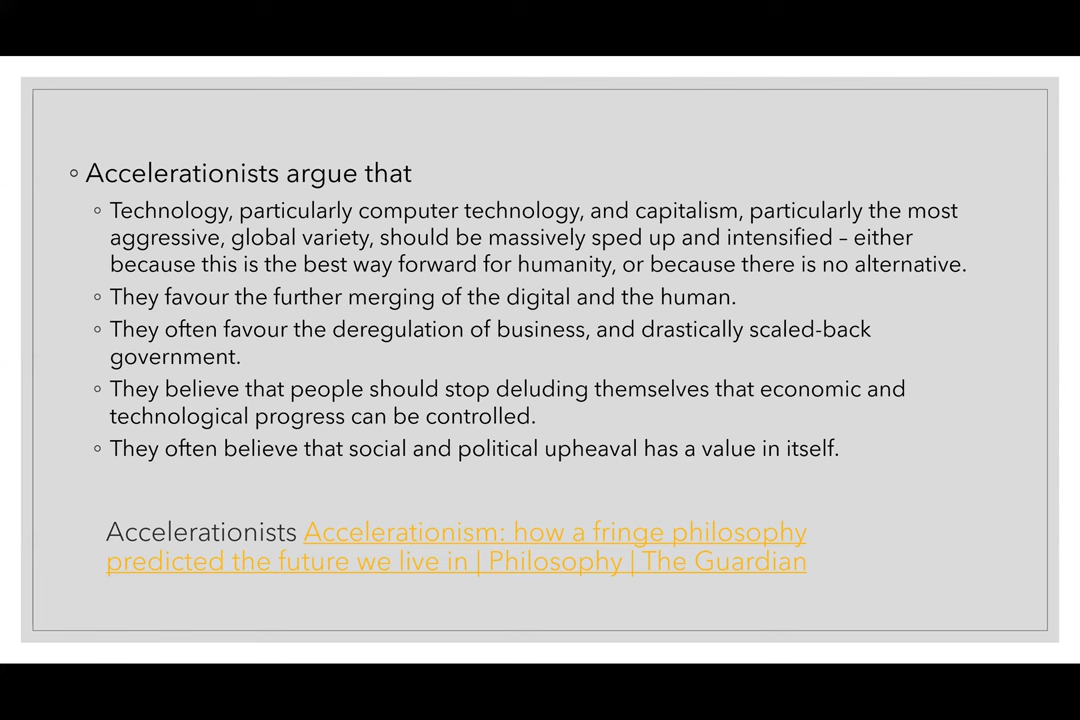 ◦ Accelerationists argue that
◦ Technology, particularly computer technology, and capitalism, particularly the most
aggressive, global variety, should be massively sped up and intensified – either
because this is the best way forward for humanity, or because there is no alternative.
◦ They favour the further merging of the digital and the human.
◦ They often favour the deregulation of business, and drastically scaled-back
government.
◦ They believe that people should stop deluding themselves that economic and
technological progress can be controlled.
◦ They often believe that social and political upheaval has a value in itself.
Accelerationists Accelerationism: how a fringe philosophy
predicted the future we live in | Philosophy | The Guardian